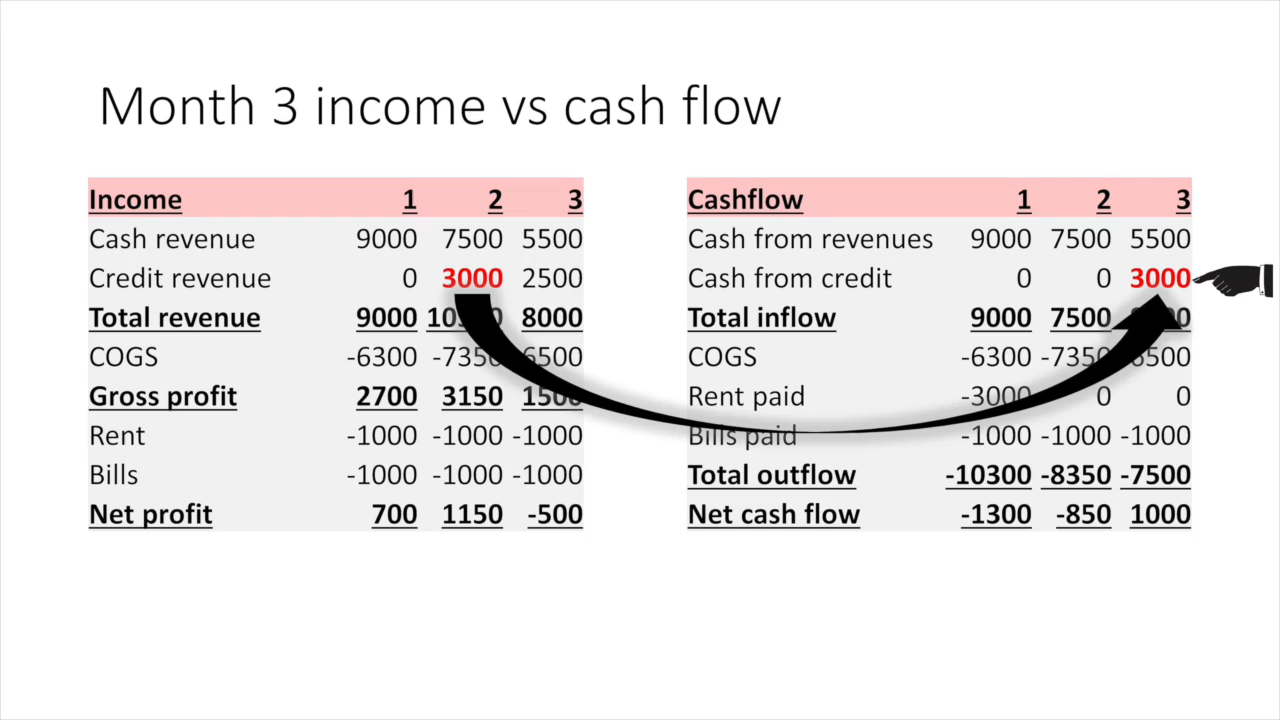 Month 3 income vs cash flow
Income 1 2 3
Cash revenue 9000 7500 5500
Credit revenue 0 3000 2500
Total revenue 9000 8000
COGS -6300 -7350
Gross profit 2700 3150 1500
Rent -1000 -1000 -1000
Bills -1000 -1000 -1000
Net profit 700 1150 -500
Cashflow 1 2 3
Cash from revenues 9000 7500 5500
Cash from credit 0 0 3000
Total inflow 9000 7500
COGS -6300 -7350
Rent paid -3000 0 0
Bills paid -1000 -1000 -1000
Total outflow -10300 -8350 -7500
Net cash flow -1300 -850 1000